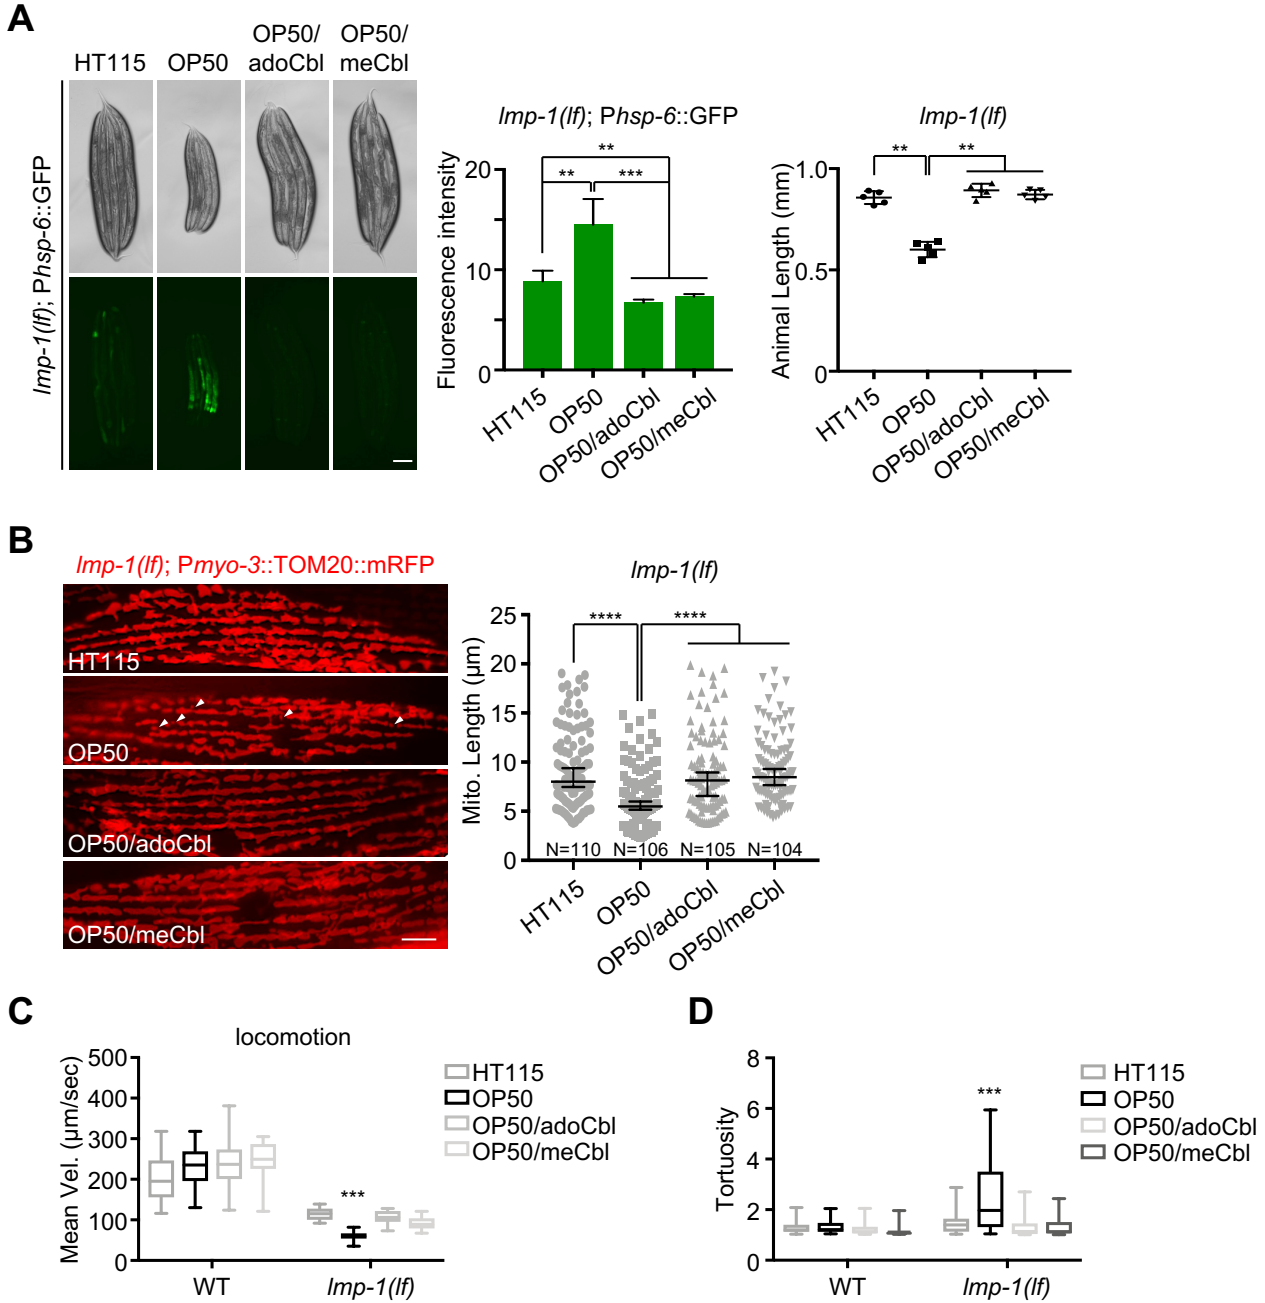 A
HT115
OP50
OP50/
adoCbl
OP50/
meCbl
lmp-1(lf); Phsp-6::GFP
lmp-1(lf); Phsp-6::GFP
Fluorescence intensity
20
10
0
**
**
***
HT115
OP50
OP50/adoCbl
OP50/meCbl
lmp-1(lf)
Animal Length (mm)
1.0
0.5
0
**
**
HT115
OP50
OP50/adoCbl
OP50/meCbl
B
lmp-1(lf); Pmyo-3::TOM20::mRFP
HT115
OP50
OP50/adoCbl
OP50/meCbl
lmp-1(lf)
Mito. Length (µm)
25
20
15
10
5
0
****
****
N=110
N=106
N=105
N=104
HT115
OP50
OP50/adoCbl
OP50/meCbl
C
locomotion
Mean Vel. (µm/sec)
500
400
300
200
100
0
***
WT
lmp-1(lf)
HT115
OP50
OP50/adoCbl
OP50/meCbl
D
Tortuosity
8
6
4
2
0
***
WT
lmp-1(lf)
HT115
OP50
OP50/adoCbl
OP50/meCbl